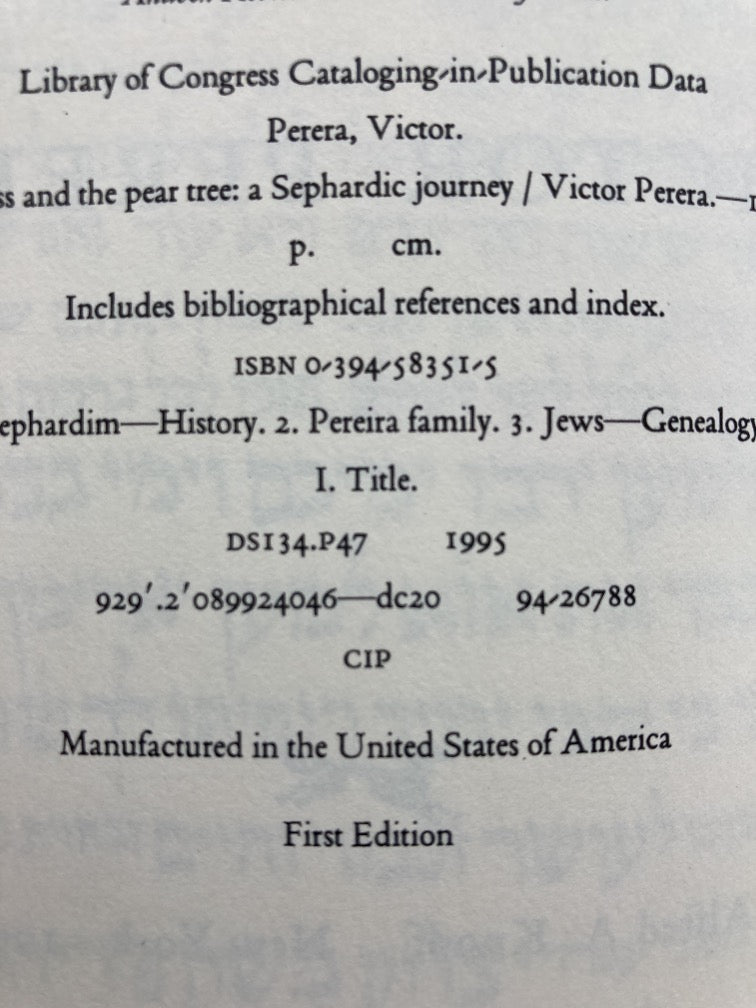 Library of Congress Cataloging-in-Publication Data
Perera, Victor.
ss and the pear tree: a Sephardic journey / Victor Perera.—1
p. cm.
Includes bibliographical references and index.
ISBN 0-394-58351-5
ephardim—History. 2. Pereira family. 3. Jews—Genealogy
I. Title.
DS134.P47 1995
929′.2′089924046—dc20 94-26788
CIP
Manufactured in the United States of America
First Edition